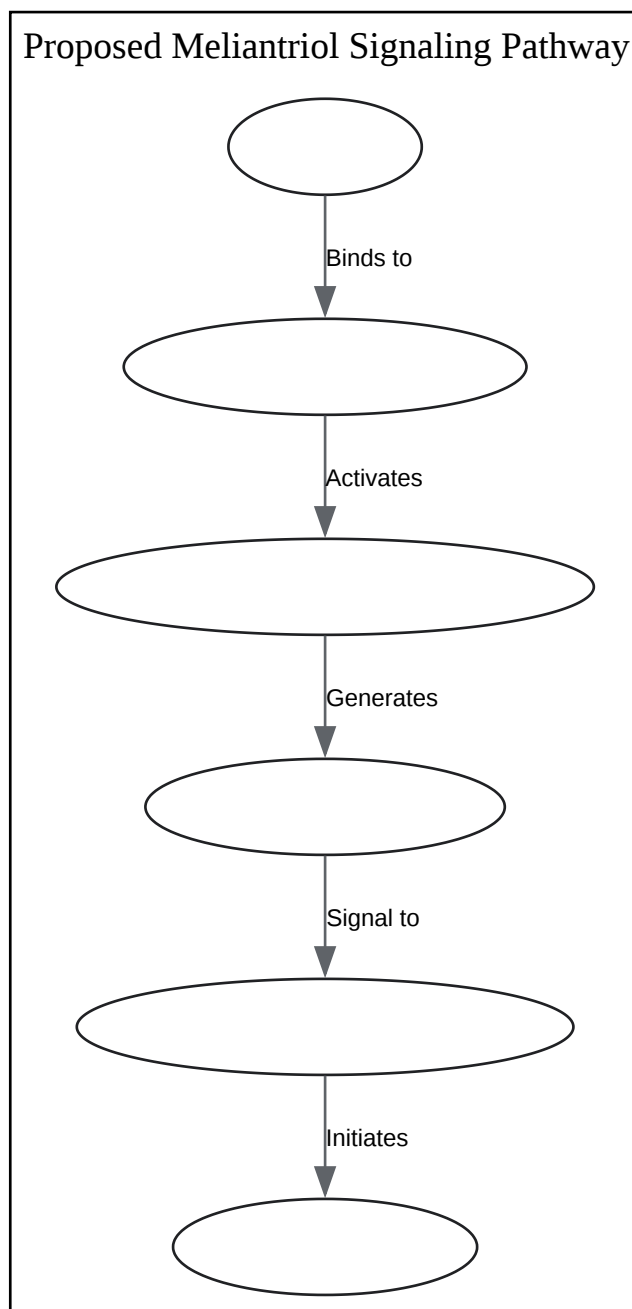 Proposed Meliantriol Signaling Pathway
Binds to
Activates
Generates
Signal to
Initiates